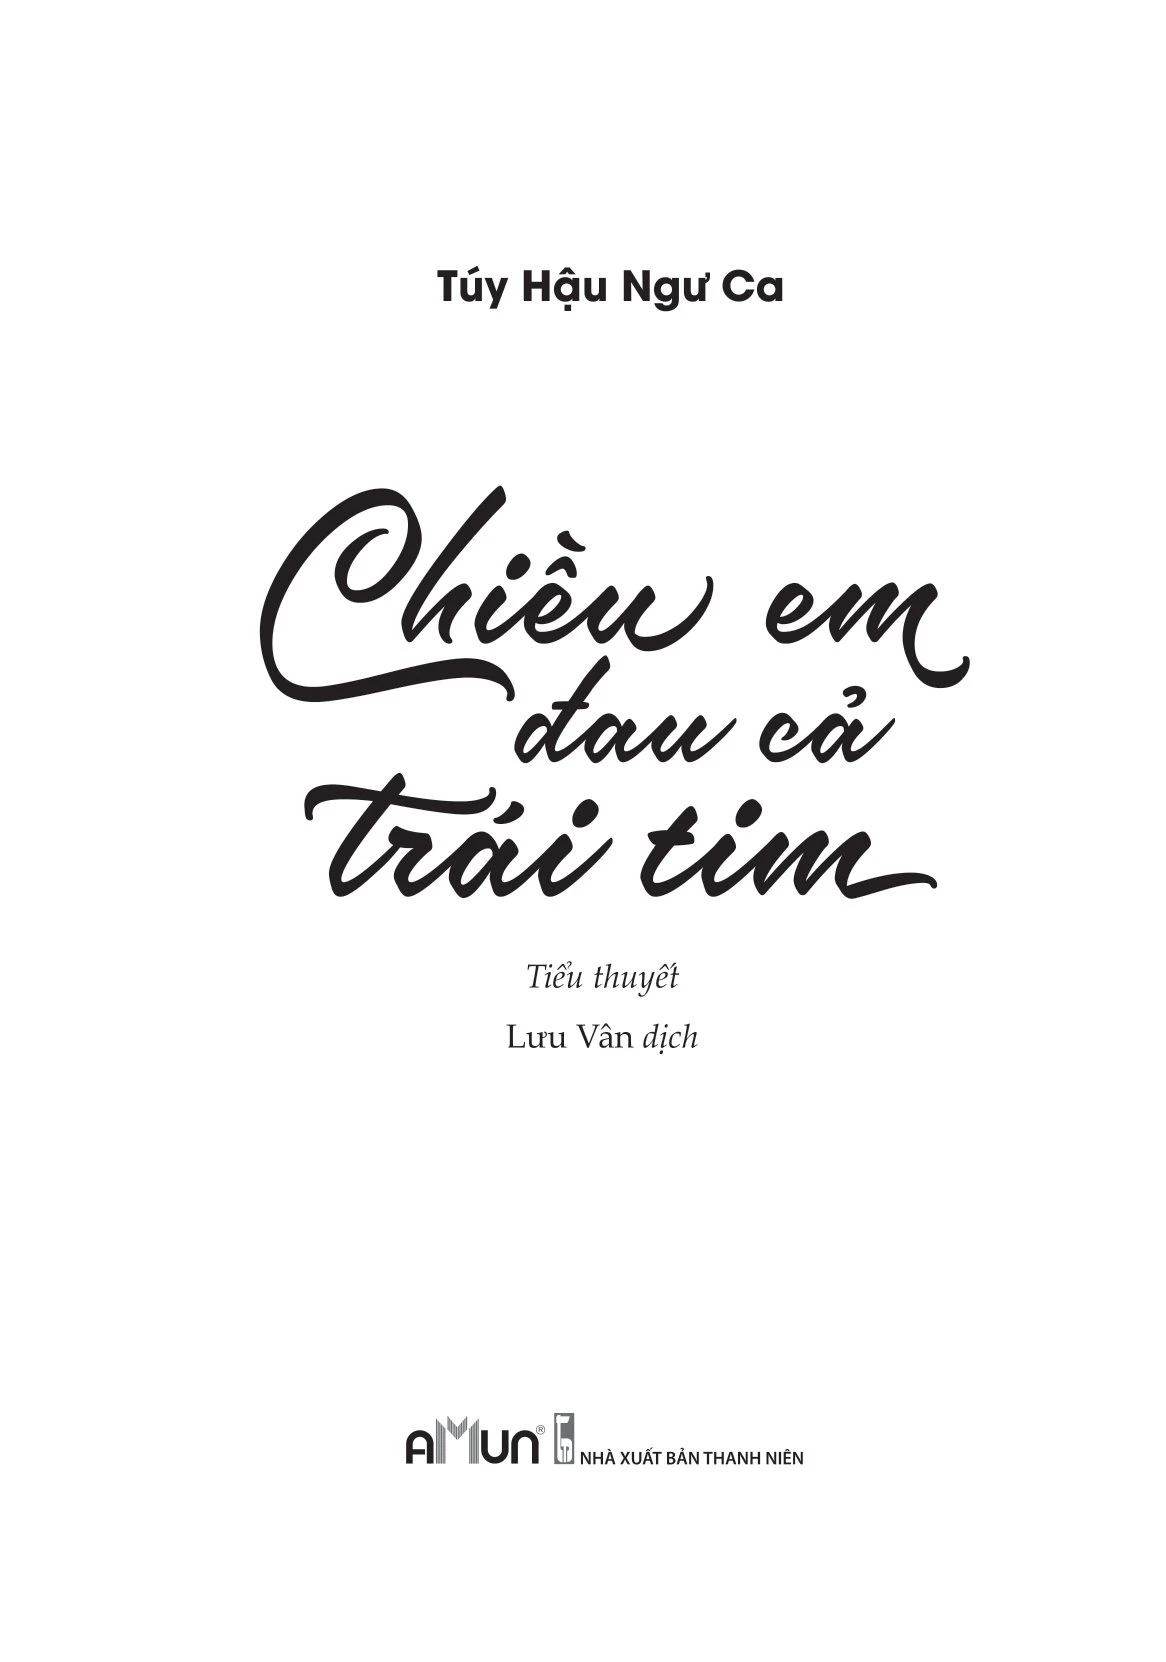 Túy Hậu Ngư Ca
Chiều em
đau cả
trái tim
Tiểu thuyết
Lưu Vân dịch
AMUN® NHÀ XUẤT BẢN THANH NIÊN